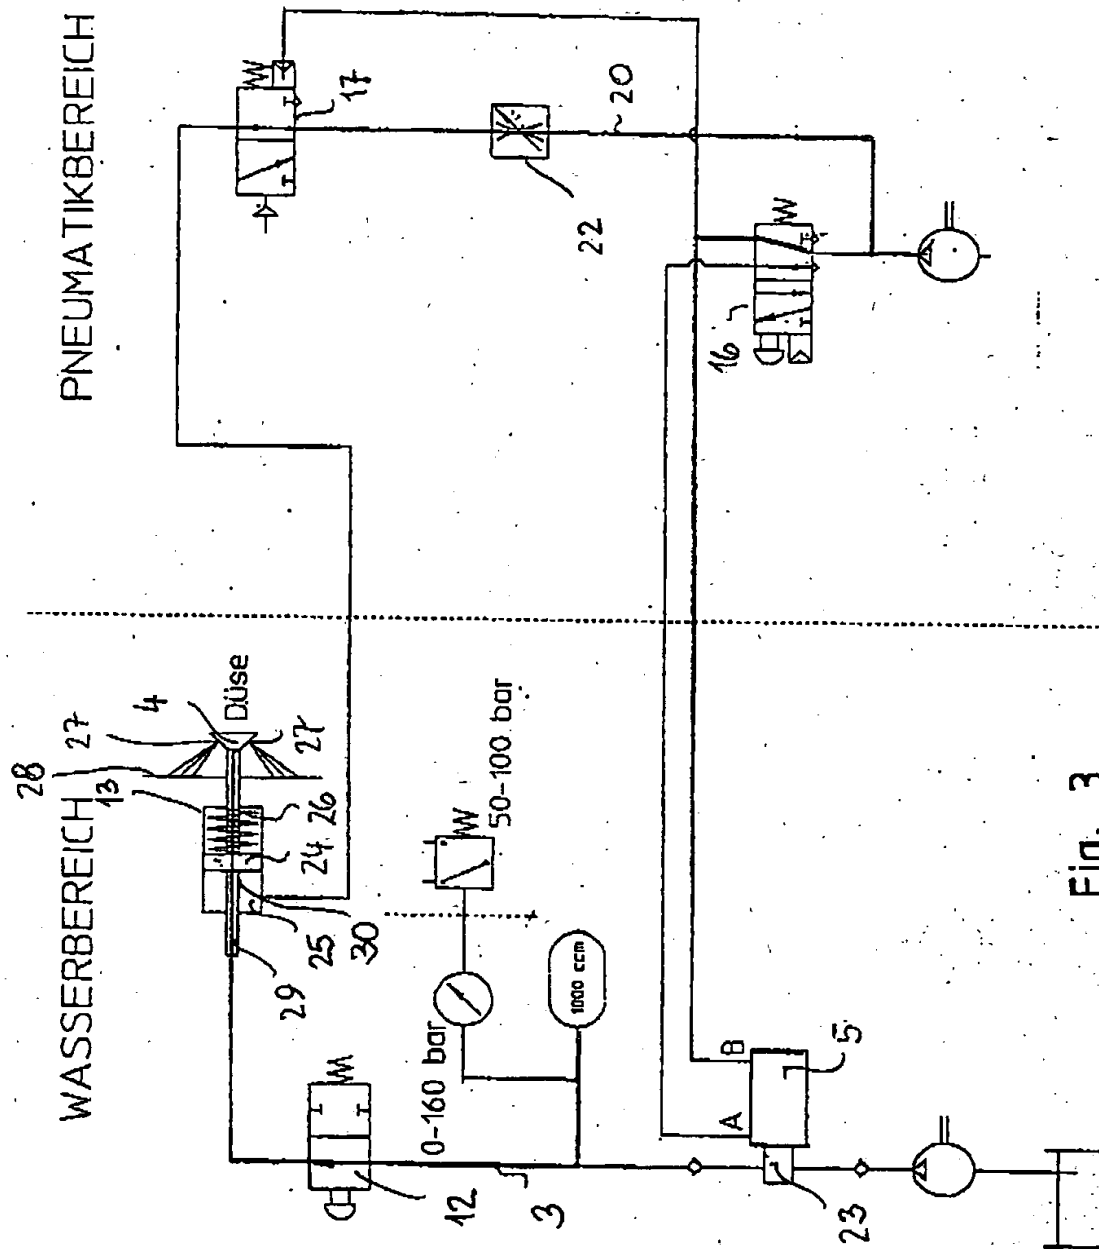 WASSERBEREICH
PNEUMATIKBEREICH
28
27
4
Düse
27
13
26
24
30
25
29
17
20
22
16
50-100 bar
0-160 bar
1000 ccm
12
3
A
B
5
23
Fig. 3